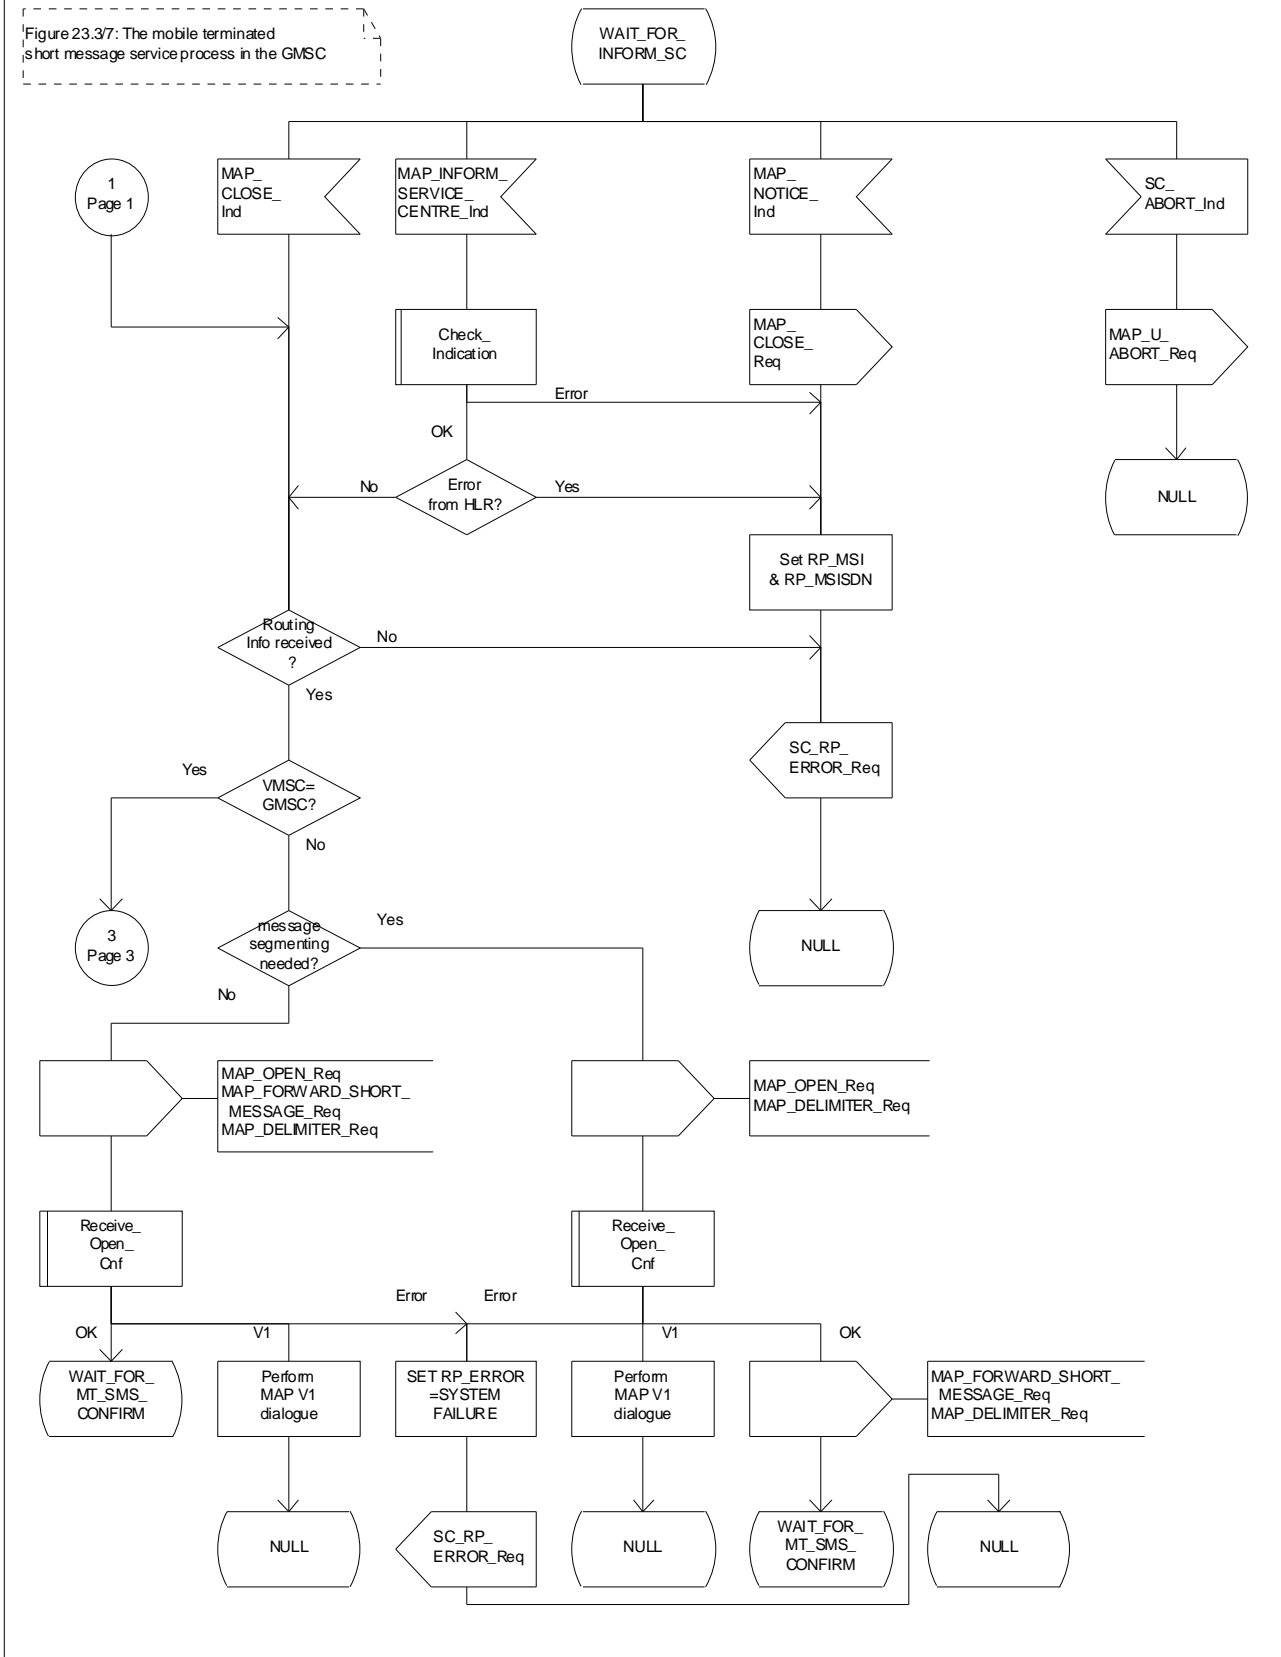 Figure 23.3/7: The mobile terminated
short message service process in the GMSC
WAIT_FOR_
INFORM_SC
1
Page 1
MAP_
CLOSE_
Ind
MAP_INFORM_
SERVICE_
CENTRE_Ind
MAP_
NOTICE_
Ind
SC_
ABORT_Ind
Check_
Indication
MAP_
CLOSE_
Req
MAP_U_
ABORT_Req
Error
OK
No
Error
from HLR?
Yes
NULL
Set RP_MSI
& RP_MSISDN
Routing
Info received
?
No
Yes
SC_RP_
ERROR_Req
Yes
VMSC=
GMSC?
No
3
Page 3
message
segmenting
needed?
Yes
NULL
No
MAP_OPEN_Req
MAP_FORWARD_SHORT_
MESSAGE_Req
MAP_DELIMITER_Req
MAP_OPEN_Req
MAP_DELIMITER_Req
Receive_
Open_
Cnf
Receive_
Open_
Cnf
Error
Error
OK
V1
V1
OK
WAIT_FOR_
MT_SMS_
CONFIRM
Perform
MAP V1
dialogue
SET RP_ERROR
=SYSTEM
FAILURE
Perform
MAP V1
dialogue
MAP_FORWARD_SHORT_
MESSAGE_Req
MAP_DELIMITER_Req
NULL
SC_RP_
ERROR_Req
NULL
WAIT_FOR_
MT_SMS_
CONFIRM
NULL